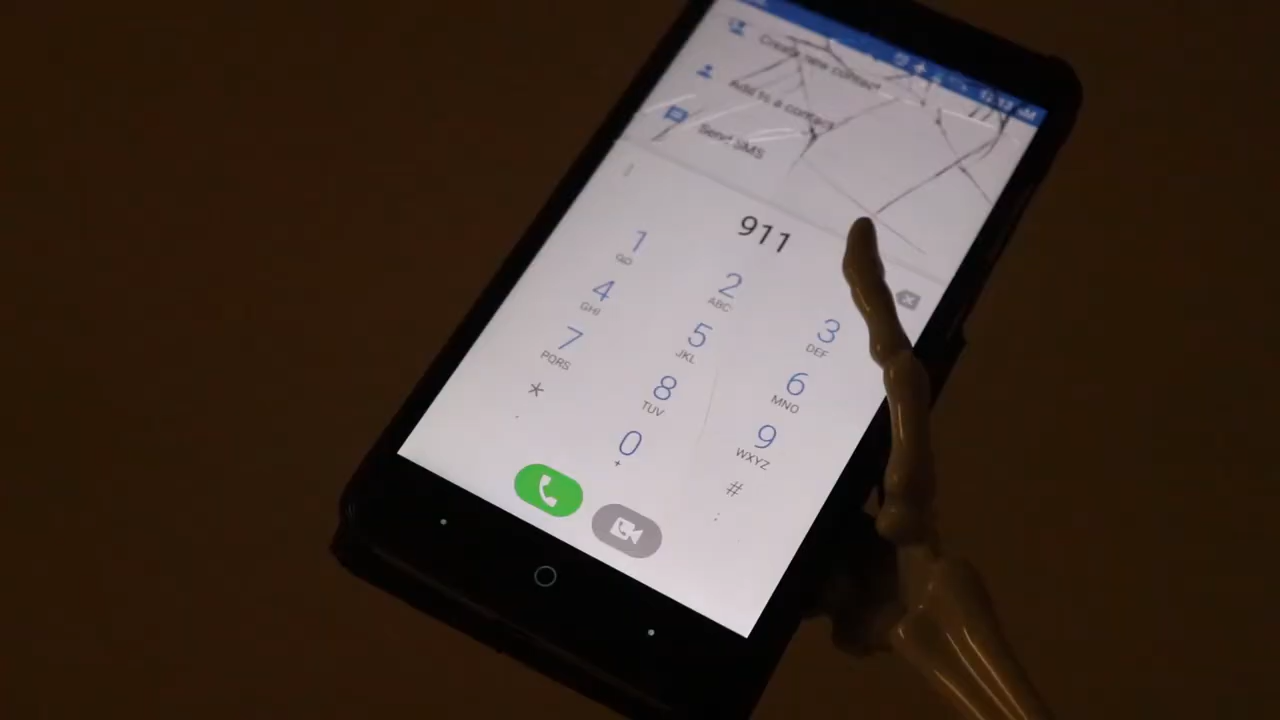 Create new contact
Add to a contact
Send SMS
911
1
2 ABC
3 DEF
4 GHI
5 JKL
6 MNO
7 PQRS
8 TUV
9 WXYZ
*
0 +
#